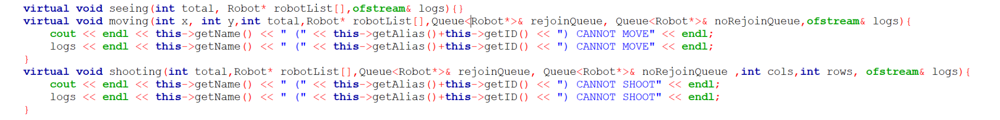 virtual void seeing(int total, Robot* robotList[],ofstream& logs){}
virtual void moving(int x, int y,int total,Robot* robotList[],Queue<Robot*>& rejoinQueue, Queue<Robot*>& noRejoinQueue,ofstream& logs){
    cout << endl << this->getName() << " (" << this->getAlias()+this->getID() << ") CANNOT MOVE" << endl;
    logs << endl << this->getName() << " (" << this->getAlias()+this->getID() << ") CANNOT MOVE" << endl;
}
virtual void shooting(int total,Robot* robotList[],Queue<Robot*>& rejoinQueue, Queue<Robot*>& noRejoinQueue ,int cols,int rows, ofstream& logs){
    cout << endl << this->getName() << " (" << this->getAlias()+this->getID() << ") CANNOT SHOOT" << endl;
    logs << endl << this->getName() << " (" << this->getAlias()+this->getID() << ") CANNOT SHOOT" << endl;
}